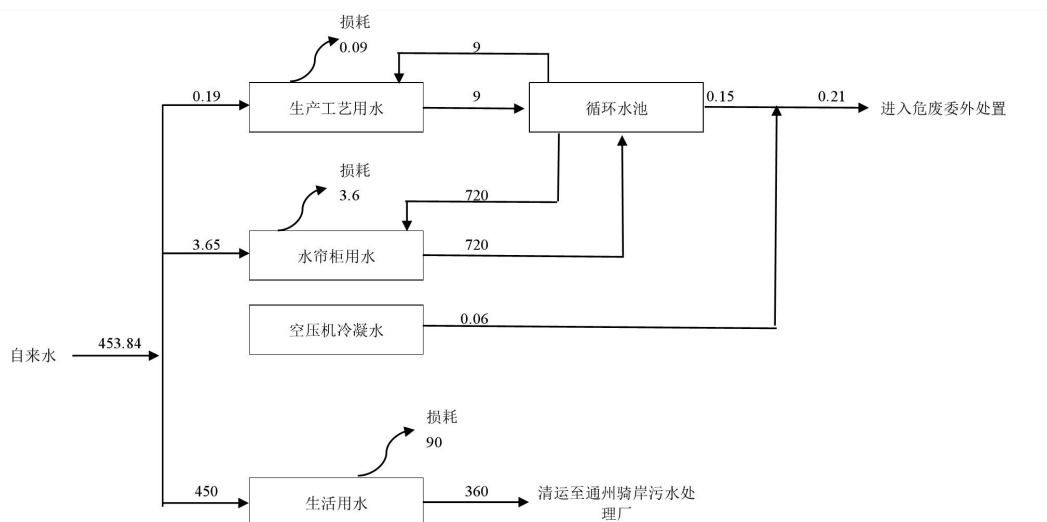 损耗
0.09
9
0.19
生产工艺用水
9
循环水池
0.15
0.21
进入危废委外处置
损耗
3.6
720
3.65
水帘柜用水
720
空压机冷凝水
0.06
自来水
453.84
损耗
90
450
生活用水
360
清运至通州骑岸污水处
理厂